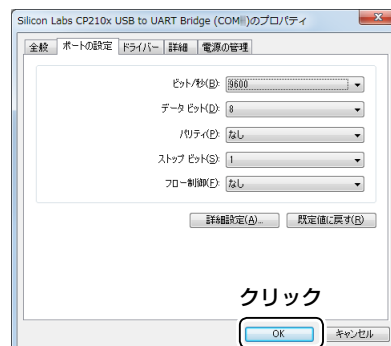 Silicon Labs CP210x USB to UART Bridge (COM )のプロパティ
全般 ポートの設定 ドライバー 詳細 電源の管理
ビット/秒(B): 9600
データ ビット(D): 8
パリティ(P): なし
ストップ ビット(S): 1
フロー制御(F): なし
詳細設定(A)... 既定値に戻す(R)
クリック
OK キャンセル